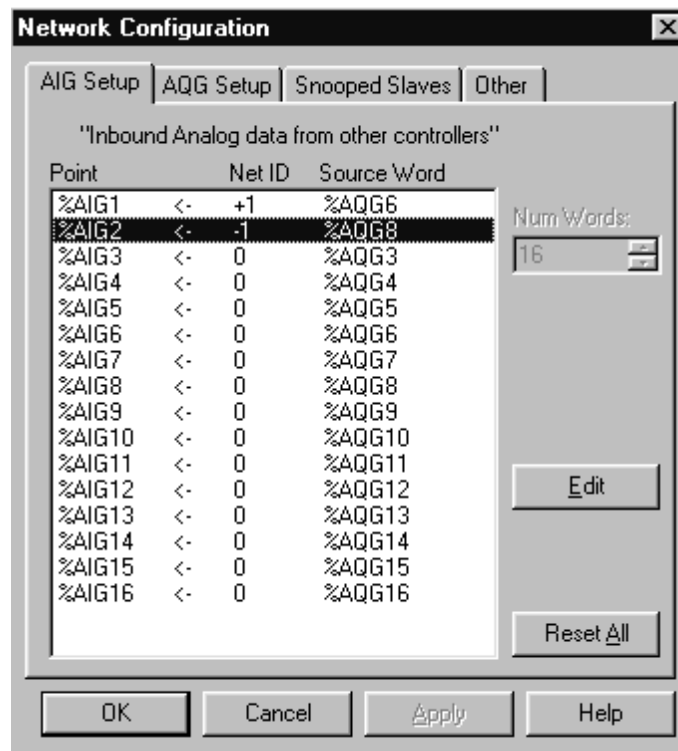 Network Configuration
AIG Setup AQG Setup Snooped Slaves Other
"Inbound Analog data from other controllers"
Point Net ID Source Word
%AIG1 <- +1 %AQG6
%AIG2 <- -1 %AQG8
%AIG3 <- 0 %AQG3
%AIG4 <- 0 %AQG4
%AIG5 <- 0 %AQG5
%AIG6 <- 0 %AQG6
%AIG7 <- 0 %AQG7
%AIG8 <- 0 %AQG8
%AIG9 <- 0 %AQG9
%AIG10 <- 0 %AQG10
%AIG11 <- 0 %AQG11
%AIG12 <- 0 %AQG12
%AIG13 <- 0 %AQG13
%AIG14 <- 0 %AQG14
%AIG15 <- 0 %AQG15
%AIG16 <- 0 %AQG16
Num Words:
16
Edit
Reset All
OK Cancel Apply Help